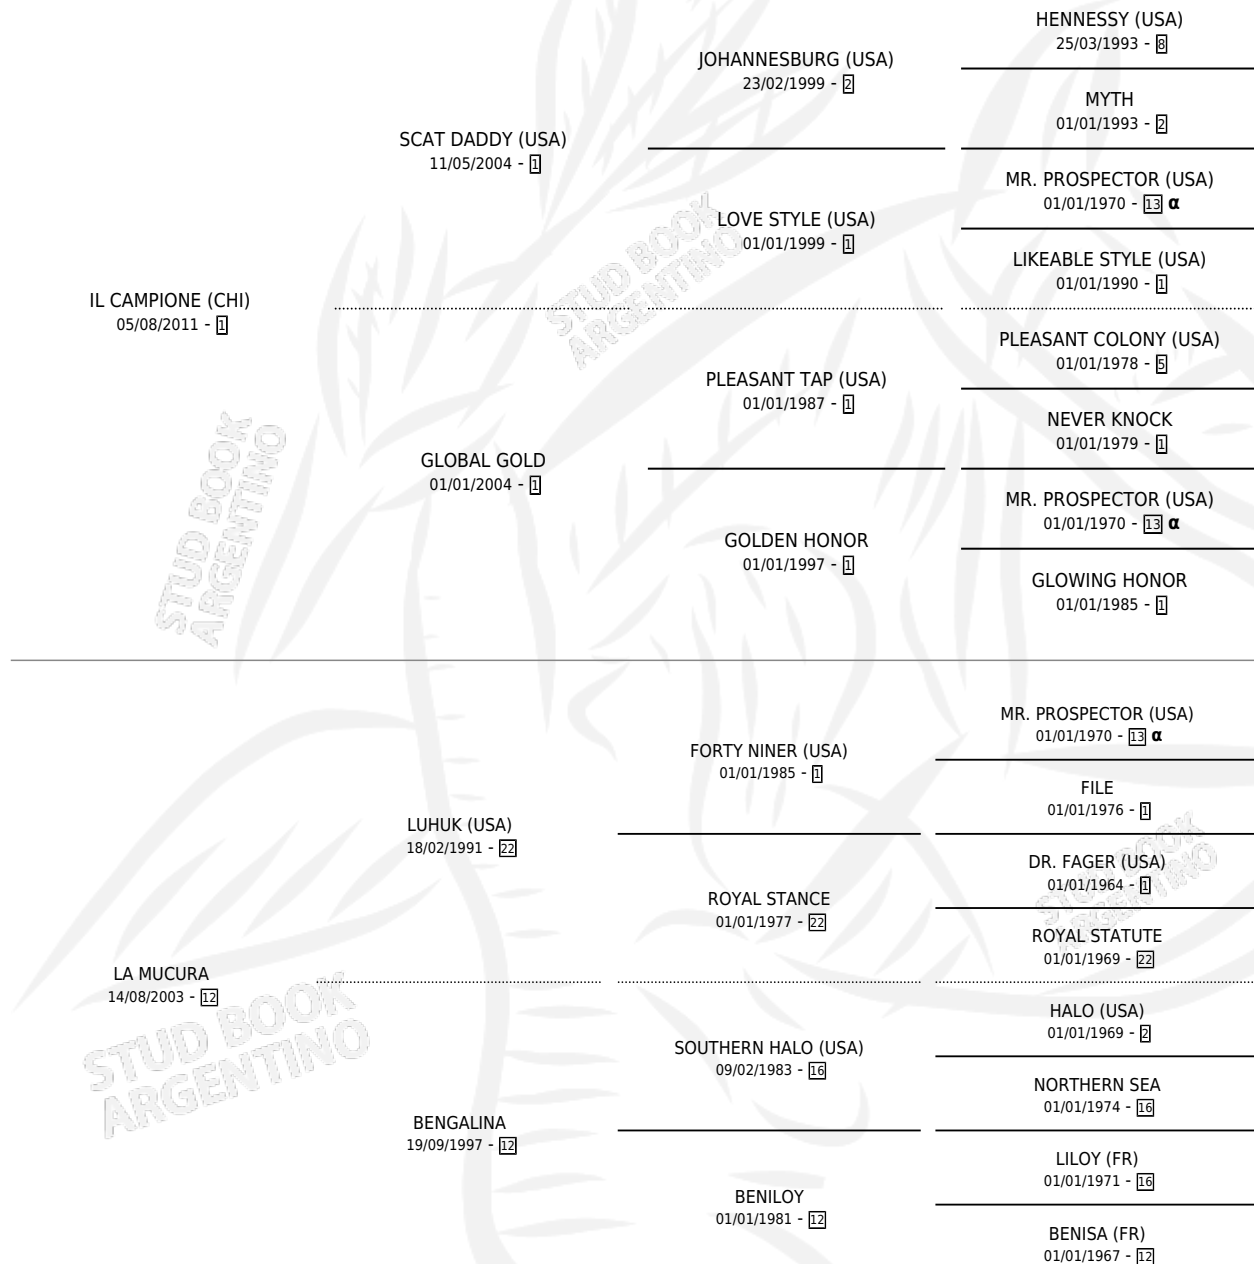 HENNESSY (USA)
25/03/1993 - 8
JOHANNESBURG (USA)
23/02/1999 - 2
MYTH
01/01/1993 - 2
SCAT DADDY (USA)
11/05/2004 - 1
MR. PROSPECTOR (USA)
01/01/1970 - 13 α
LOVE STYLE (USA)
01/01/1999 - 1
LIKEABLE STYLE (USA)
01/01/1990 - 1
IL CAMPIONE (CHI)
05/08/2011 - 1
PLEASANT COLONY (USA)
01/01/1978 - 5
PLEASANT TAP (USA)
01/01/1987 - 1
NEVER KNOCK
01/01/1979 - 1
GLOBAL GOLD
01/01/2004 - 1
MR. PROSPECTOR (USA)
01/01/1970 - 13 α
GOLDEN HONOR
01/01/1997 - 1
GLOWING HONOR
01/01/1985 - 1
MR. PROSPECTOR (USA)
01/01/1970 - 13 α
FORTY NINER (USA)
01/01/1985 - 1
FILE
01/01/1976 - 1
LUHUK (USA)
18/02/1991 - 22
DR. FAGER (USA)
01/01/1964 - 1
ROYAL STANCE
01/01/1977 - 22
ROYAL STATUTE
01/01/1969 - 22
LA MUCURA
14/08/2003 - 12
HALO (USA)
01/01/1969 - 2
SOUTHERN HALO (USA)
09/02/1983 - 16
NORTHERN SEA
01/01/1974 - 16
BENGALINA
19/09/1997 - 12
LILOY (FR)
01/01/1971 - 16
BENILOY
01/01/1981 - 12
BENISA (FR)
01/01/1967 - 12
STUD BOOK
ARGENTINO
STUD BOOK
ARGENTINO
STUD BOOK
ARGENTINO
STUD BOOK
ARGENTINO